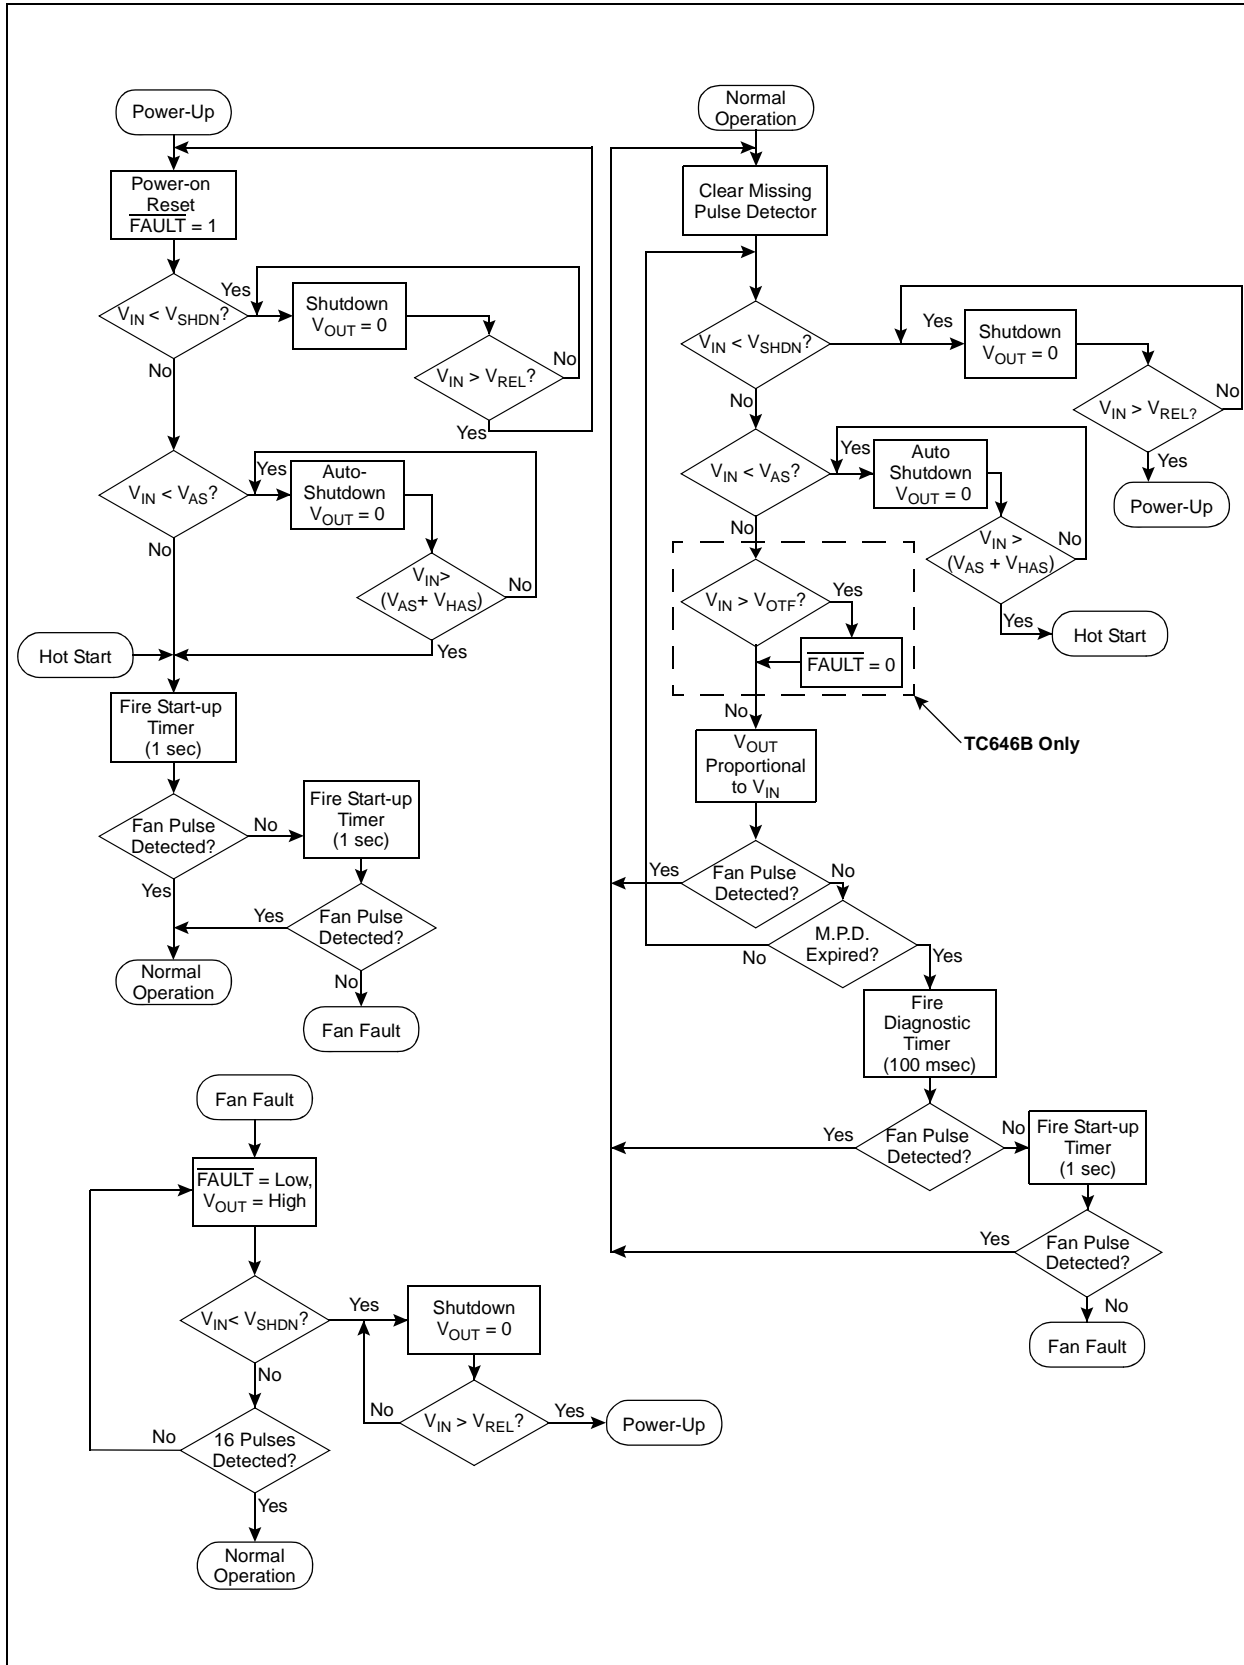 Power-Up
Power-on
Reset
FAULT = 1
VIN < VSHDN?
Yes
Shutdown
VOUT = 0
No
VIN > VREL?
No
Yes
VIN < VAS?
Yes
Auto-
Shutdown
VOUT = 0
No
VIN>
(VAS+ VHAS)
No
Yes
Hot Start
Fire Start-up
Timer
(1 sec)
Fan Pulse
Detected?
No
Fire Start-up
Timer
(1 sec)
Yes
Yes
Fan Pulse
Detected?
No
Normal
Operation
Fan Fault
Fan Fault
FAULT = Low,
VOUT = High
VIN< VSHDN?
Yes
Shutdown
VOUT = 0
No
No
VIN > VREL?
Yes
Power-Up
No
16 Pulses
Detected?
Yes
Normal
Operation
Normal
Operation
Clear Missing
Pulse Detector
VIN < VSHDN?
Yes
Shutdown
VOUT = 0
No
VIN > VREL?
No
Yes
Power-Up
VIN < VAS?
Yes
Auto
Shutdown
VOUT = 0
No
VIN >
(VAS + VHAS)
No
Yes
Hot Start
VIN > VOTF?
Yes
FAULT = 0
No
TC646B Only
VOUT
Proportional
to VIN
Yes
Fan Pulse
Detected?
No
M.P.D.
Expired?
No
Yes
Fire
Diagnostic
Timer
(100 msec)
Yes
Fan Pulse
Detected?
No
Fire Start-up
Timer
(1 sec)
Yes
Fan Pulse
Detected?
No
Fan Fault